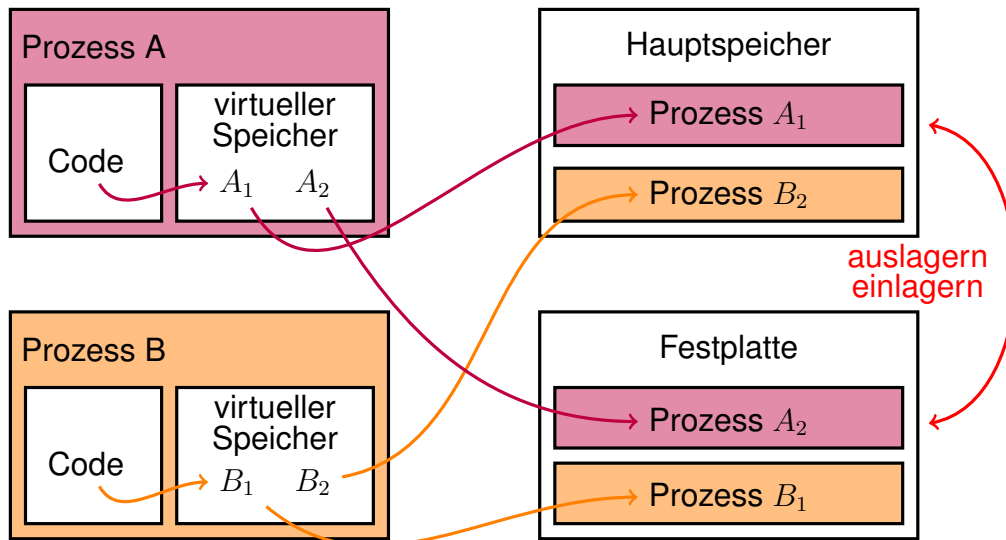 Prozess A
Code
virtueller
Speicher
A₁ A₂
Hauptspeicher
Prozess A₁
Prozess B₂
auslagern
einlagern
Prozess B
Code
virtueller
Speicher
B₁ B₂
Festplatte
Prozess A₂
Prozess B₁